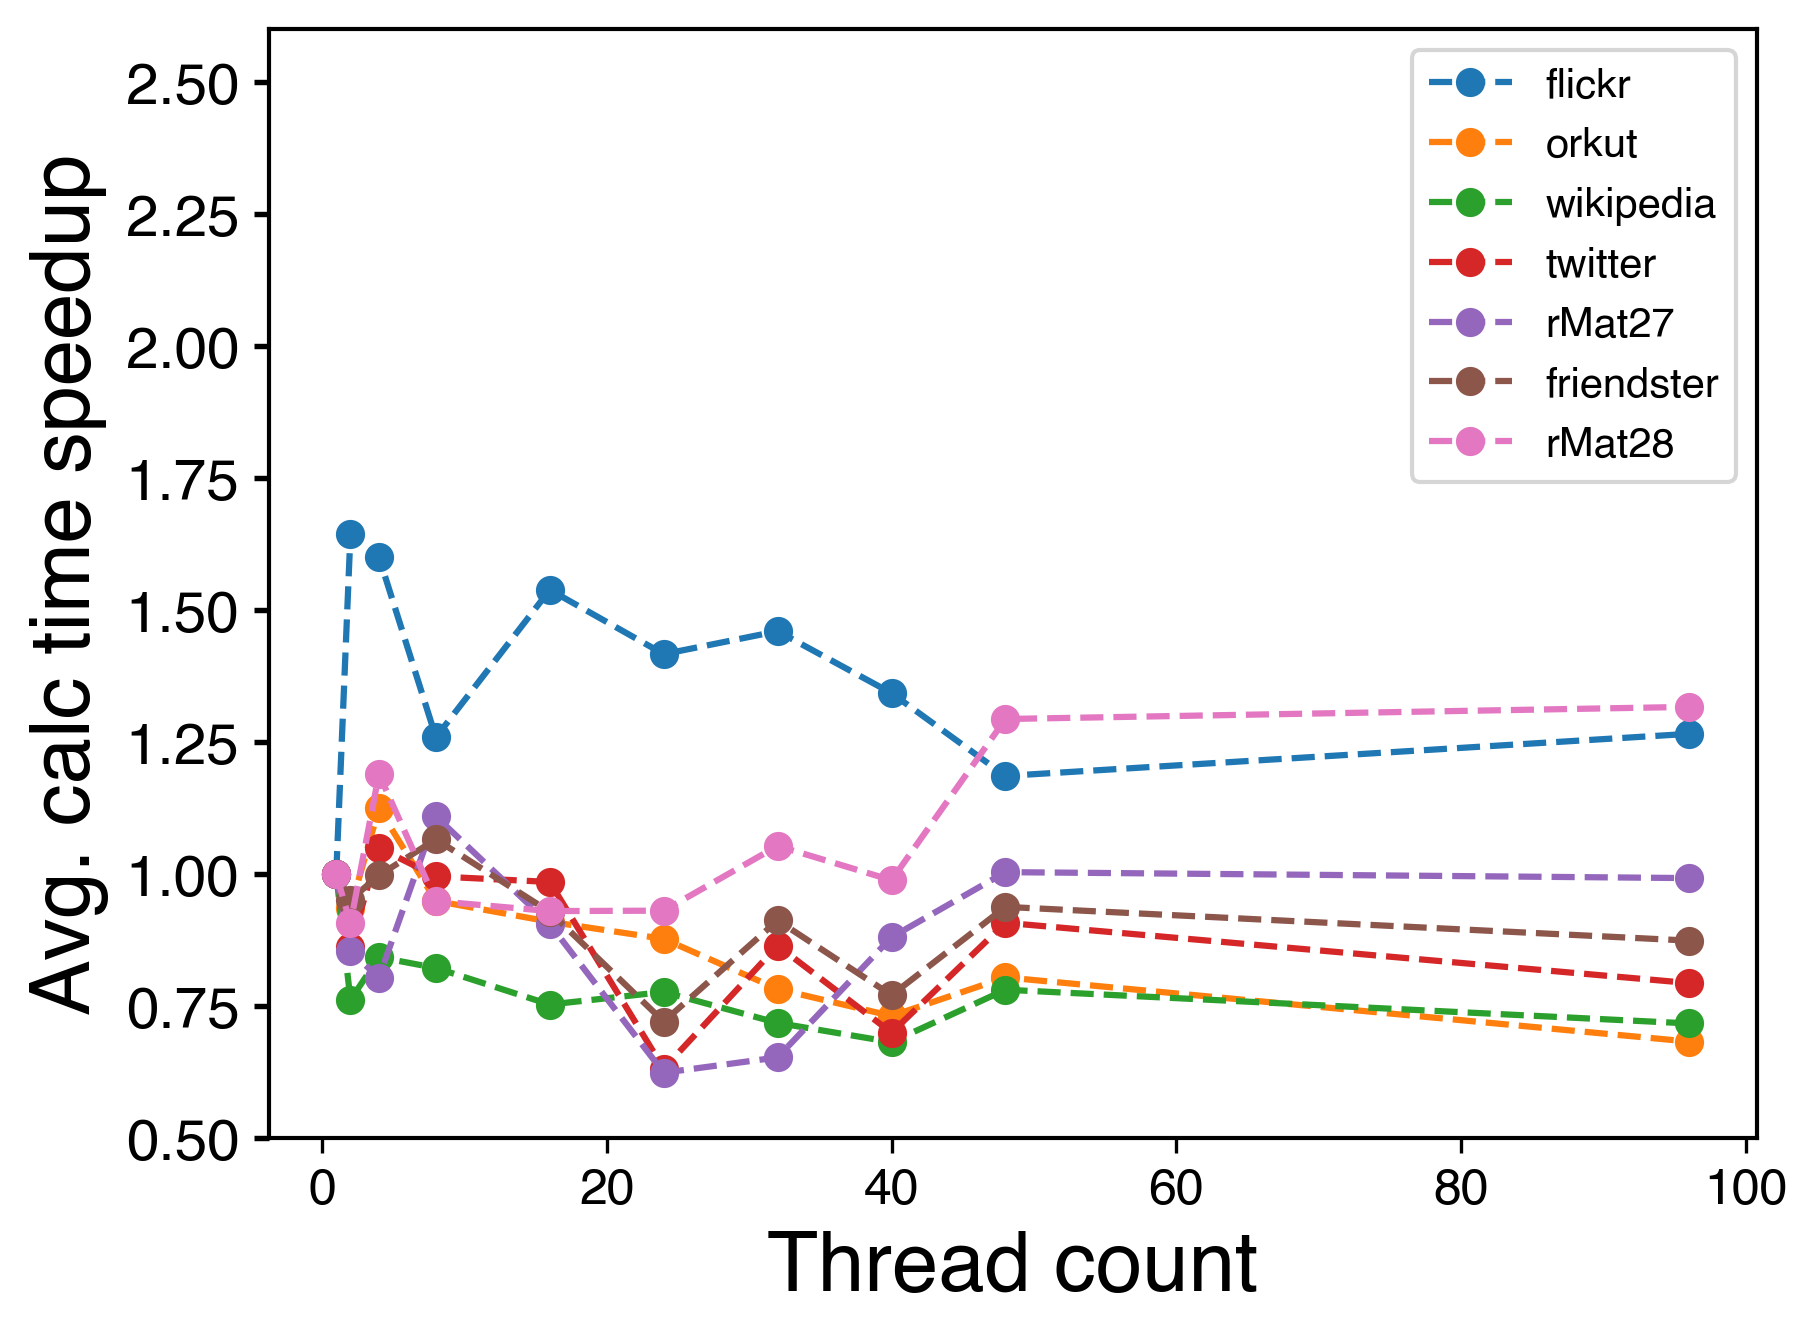 Avg. calc time speedup
2.50
2.25
2.00
1.75
1.50
1.25
1.00
0.75
0.50
flickr
orkut
wikipedia
twitter
rMat27
friendster
rMat28
0 20 40 60 80 100
Thread count